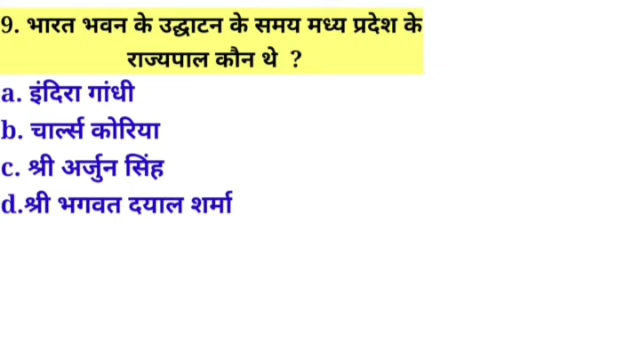 9. भारत भवन के उद्घाटन के समय मध्य प्रदेश के
राज्यपाल कौन थे ?
a. इंदिरा गांधी
b. चार्ल्स कोरिया
c. श्री अर्जुन सिंह
d.श्री भगवत दयाल शर्मा